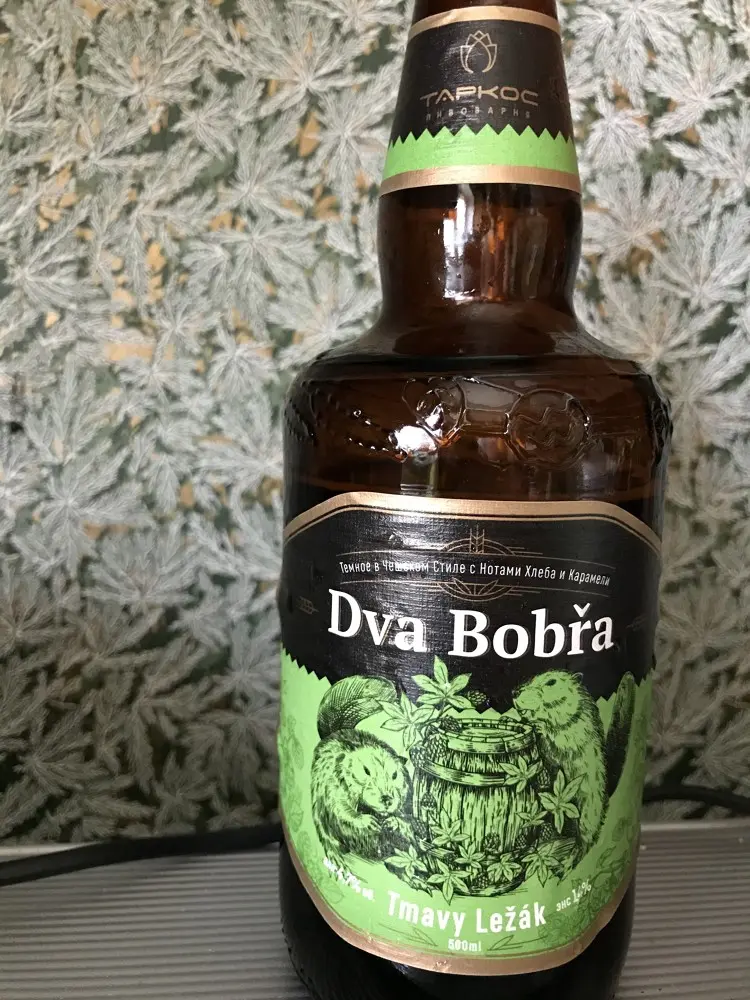 ТАРКОС
ПИВОВАРНЯ
Темное в Чешском Стиле с Нотами Хлеба и Карамели
Dva Bobřa
Tmavy Ležák
500ml